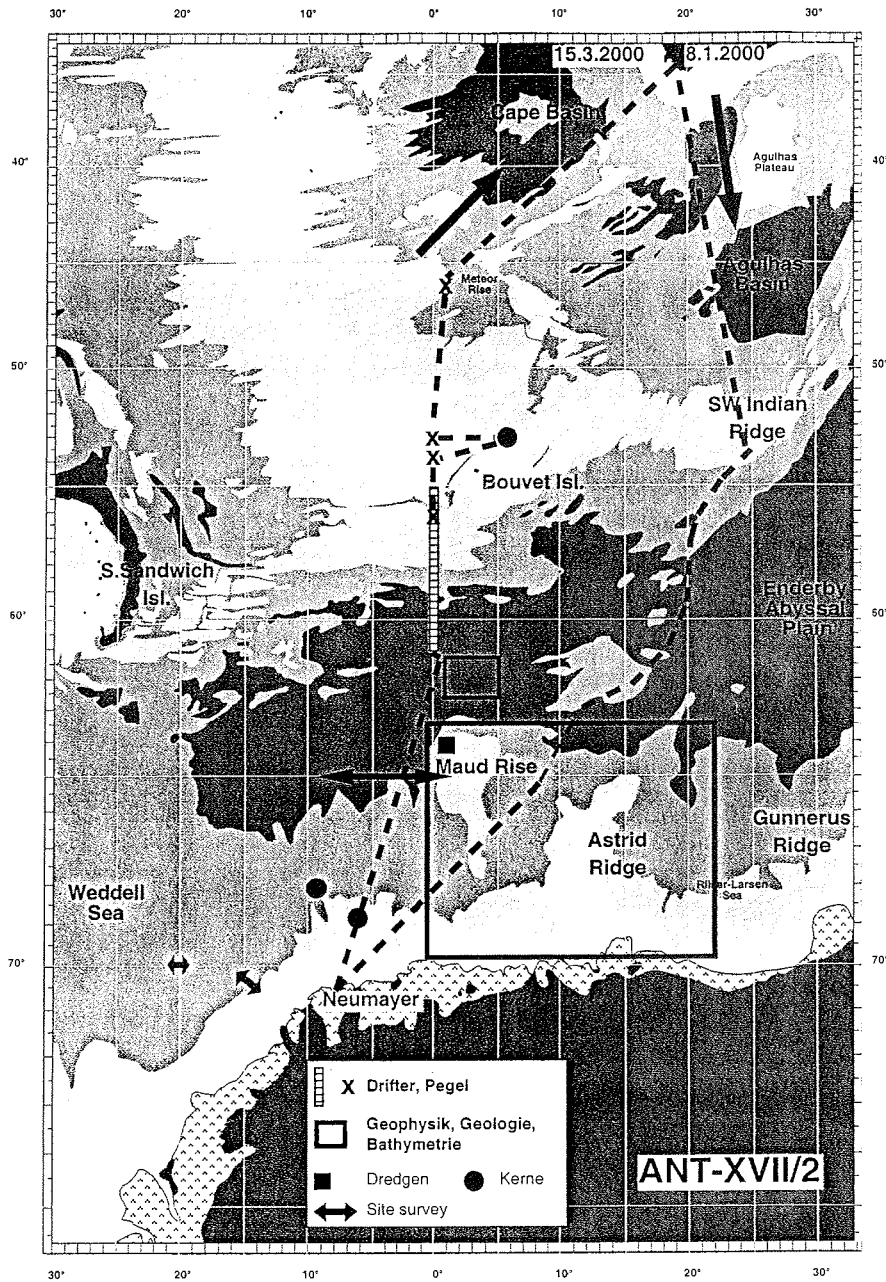 30° 20° 10° 0° 10° 20° 30°
15.3.2000 8.1.2000
Cape Basin
40° 40°
Agulhas
Plateau
Agulhas
Basin
Meteor
Rise
50° 50°
SW Indian
Ridge
Bouvet Isl.
S.Sandwich
Isl.
Enderby
Abyssal
Plain
60° 60°
Maud Rise
Gunnerus
Ridge
Astrid
Ridge
Weddell
Sea
Riiser-Larsen
Sea
70° 70°
Neumayer
X Drifter, Pegel
Geophysik, Geologie,
Bathymetrie
Dredgen Kerne
Site survey
ANT-XVII/2
30° 20° 10° 0° 10° 20° 30°